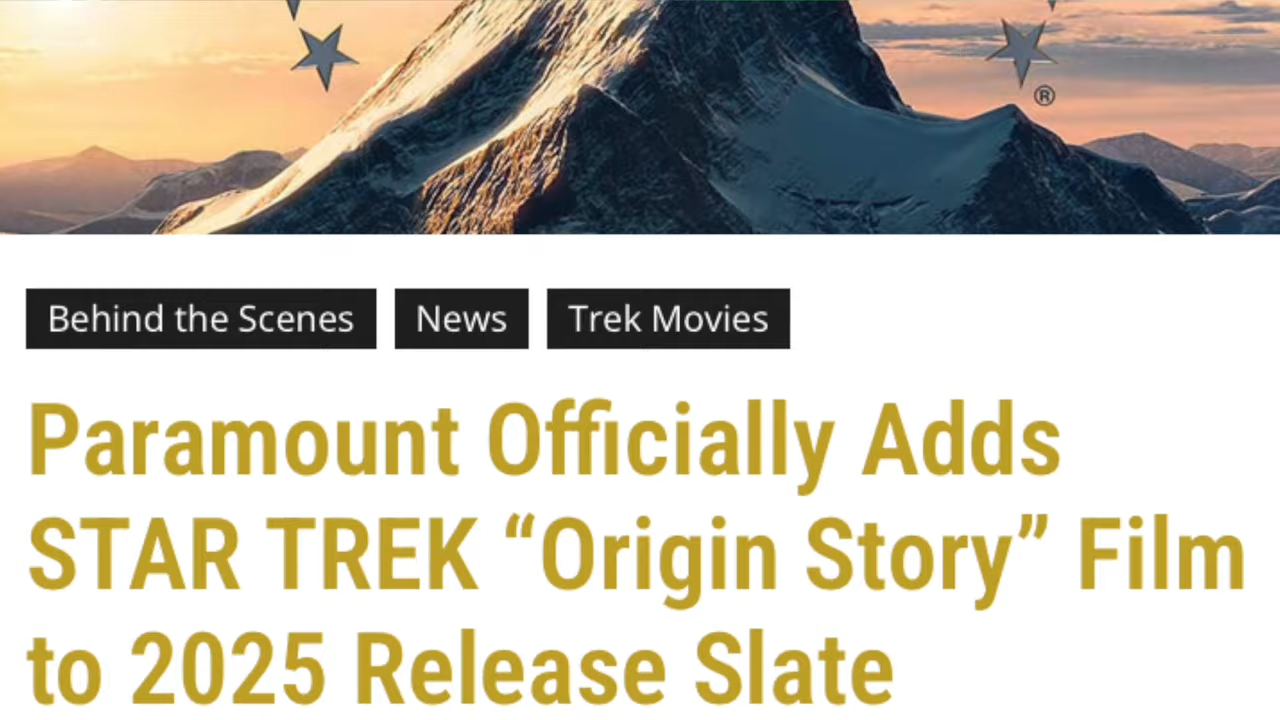 ®
Behind the Scenes News Trek Movies
Paramount Officially Adds
STAR TREK “Origin Story” Film
to 2025 Release Slate